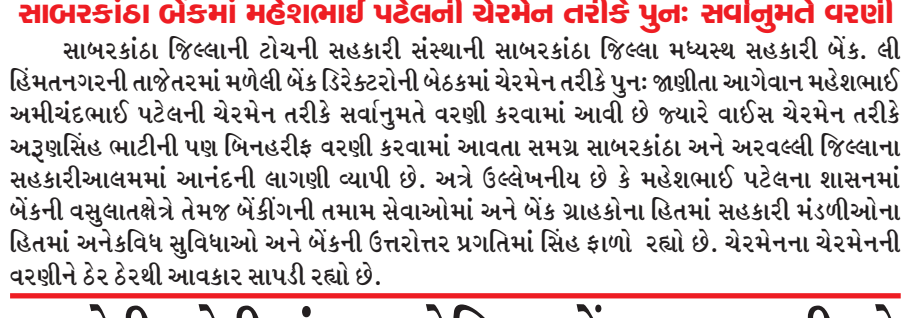 સાબરકાંઠા બેંકમાં મહેશભાઈ પટેલની ચેરમેન તરીકે પુનઃ સર્વાનુમતે વરણી
સાબરકાંઠા જિલ્લાની ટોચની સહકારી સંસ્થાની સાબરકાંઠા જિલ્લા મધ્યસ્થ સહકારી બેંક. લી
હિંમતનગરની તાજેતરમાં મળેલી બેંક ડિરેક્ટરોની બેઠકમાં ચેરમેન તરીકે પુનઃ જાણીતા આગેવાન મહેશભાઈ
અમીચંદભાઈ પટેલની ચેરમેન તરીકે સર્વાનુમતે વરણી કરવામાં આવી છે જ્યારે વાઈસ ચેરમેન તરીકે
અરૂણસિંહ ભાટીની પણ બિનહરીફ વરણી કરવામાં આવતા સમગ્ર સાબરકાંઠા અને અરવલ્લી જિલ્લાના
સહકારીઆલમમાં આનંદની લાગણી વ્યાપી છે. અત્રે ઉલ્લેખનીય છે કે મહેશભાઈ પટેલના શાસનમાં
બેંકની વસુલાતક્ષેત્રે તેમજ બેંકીંગની તમામ સેવાઓમાં અને બેંક ગ્રાહકોના હિતમાં સહકારી મંડળીઓના
હિતમાં અનેકવિધ સુવિધાઓ અને બેંકની ઉત્તરોત્તર પ્રગતિમાં સિંહ ફાળો રહ્યો છે. ચેરમેનના ચેરમેનની
વરણીને ઠેર ઠેરથી આવકાર સાપડી રહ્યો છે.